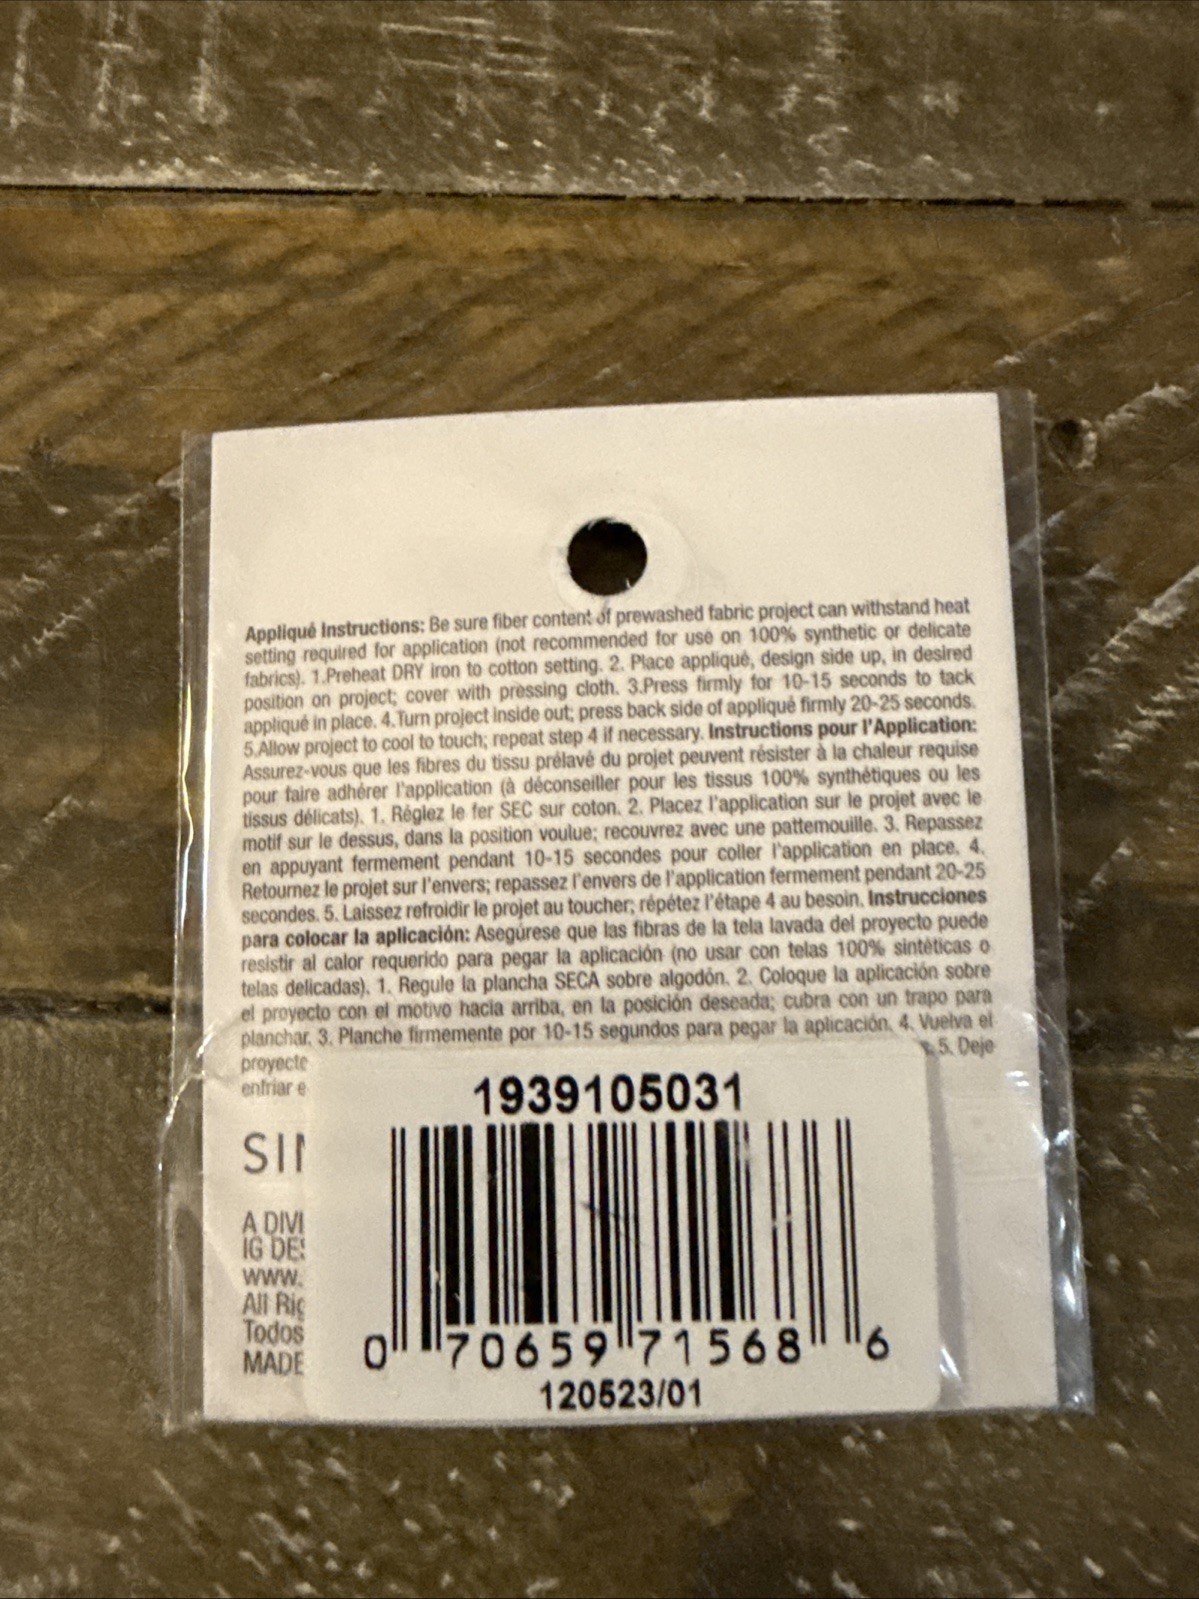 Appliqué Instructions: Be sure fiber content of prewashed fabric project can withstand heat
setting required for application (not recommended for use on 100% synthetic or delicate
fabrics). 1.Preheat DRY iron to cotton setting. 2. Place appliqué, design side up, in desired
position on project; cover with pressing cloth. 3.Press firmly for 10-15 seconds to tack
appliqué in place. 4.Turn project inside out; press back side of appliqué firmly 20-25 seconds.
5.Allow project to cool to touch; repeat step 4 if necessary. Instructions pour l'Application:
Assurez-vous que les fibres du tissu prélavé du projet peuvent résister à la chaleur requise
pour faire adhérer l'application (à déconseiller pour les tissus 100% synthétiques ou les
tissus délicats). 1. Réglez le fer SEC sur coton. 2. Placez l'application sur le projet avec le
motif sur le dessus, dans la position voulue; recouvrez avec une pattemouille. 3. Repassez
en appuyant fermement pendant 10-15 secondes pour coller l'application en place. 4.
Retournez le projet sur l'envers; repassez l'envers de l'application fermement pendant 20-25
secondes. 5. Laissez refroidir le projet au toucher; répétez l'étape 4 au besoin. Instrucciones
para colocar la aplicación: Asegúrese que las fibras de la tela lavada del proyecto puede
resistir al calor requerido para pegar la aplicación (no usar con telas 100% sintéticas o
telas delicadas). 1. Regule la plancha SECA sobre algodón. 2. Coloque la aplicación sobre
el proyecto con el motivo hacia arriba, en la posición deseada; cubra con un trapo para
planchar. 3. Planche firmemente por 10-15 segundos para pegar la aplicación. 4. Vuelva el
proyecto 5. Deje
enfriar e
SIM
A DIVI
IG DES
www.
All Rig
Todos
MADE
1939105031
0 70659 71568 6
120523/01